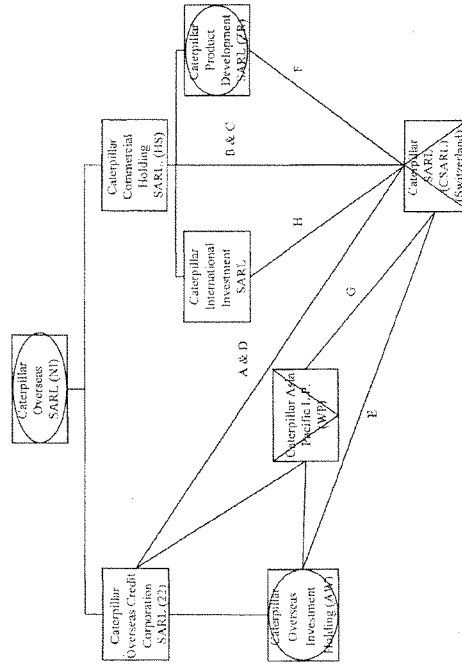 Caterpillar
Overseas
SARL (NI)
Caterpillar
Overseas Credit
Corporation
SARL (22)
Caterpillar
Commercial
Holding
SARL (HS)
Caterpillar
International
Investment
SARL
Caterpillar
Product
Development
SARL (ZR)
Caterpillar
Overseas
Investment
Holding (AW)
Caterpillar Asia
Pacific L.P.
(WP)
Caterpillar
SARL
(CSARL)
(Switzerland)
A & D
B & C
H
F
G
E